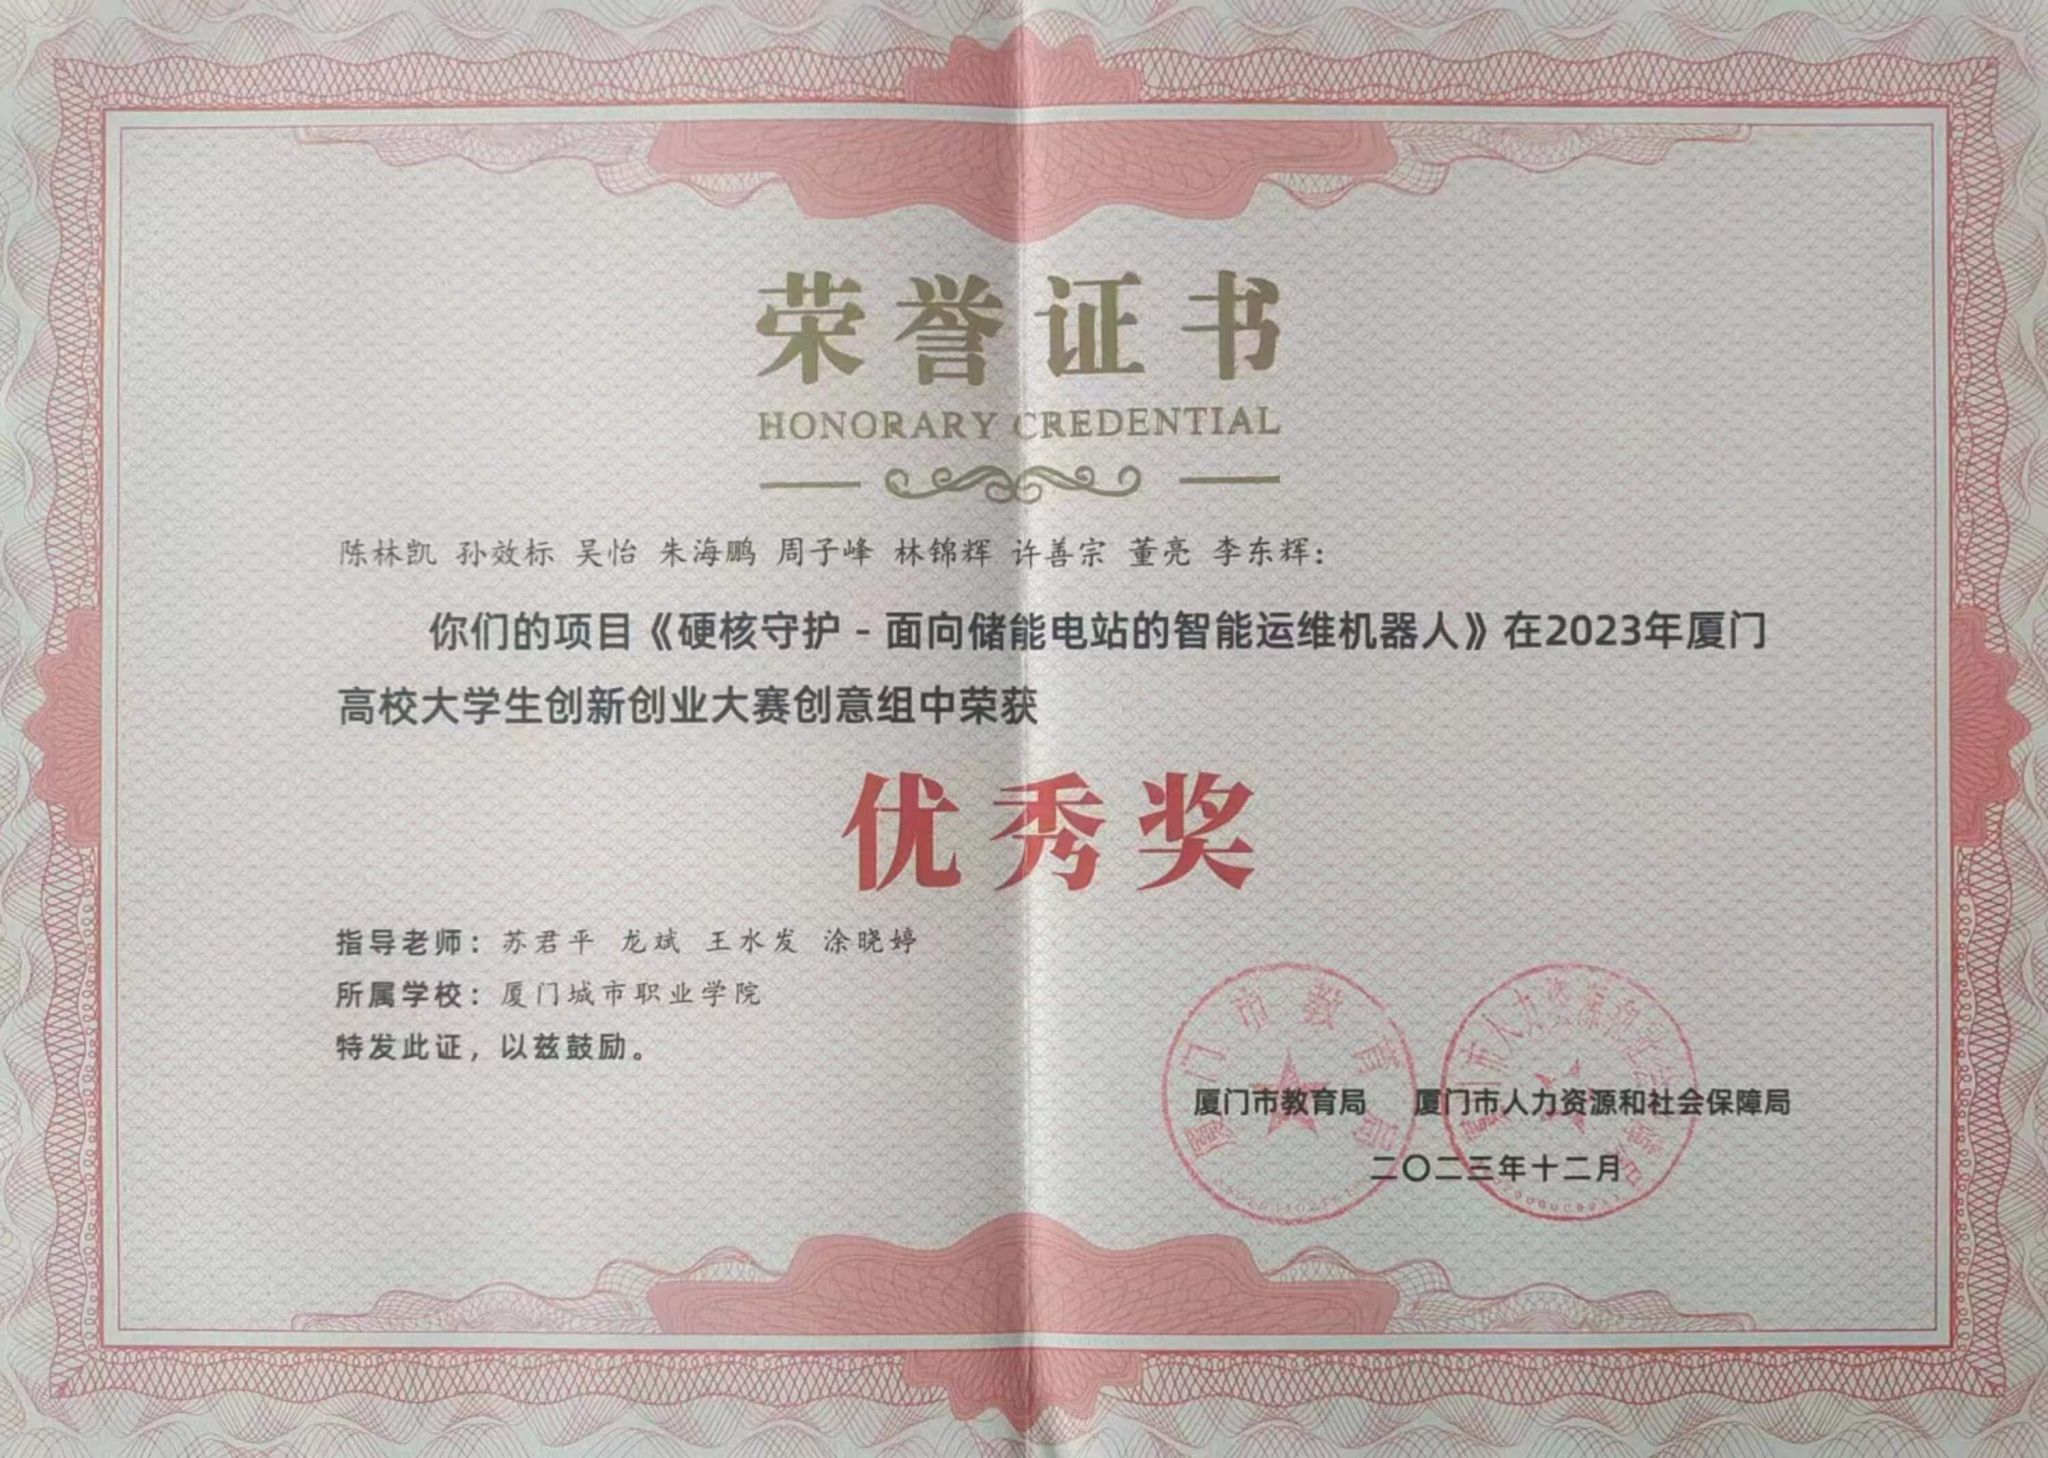 荣誉证书
HONORARY CREDENTIAL
陈林凯 孙效标 吴怡 朱海鹏 周子峰 林锦辉 许善宗 董亮 李东辉：
你们的项目《硬核守护－面向储能电站的智能运维机器人》在2023年厦门
高校大学生创新创业大赛创意组中荣获
优秀奖
指导老师：苏君平 龙斌 王水发 涂晓婷
所属学校：厦门城市职业学院
特发此证，以兹鼓励。
厦门市教育局
厦门市教育局 厦门市人力资源和社会保障局
二〇二三年十二月